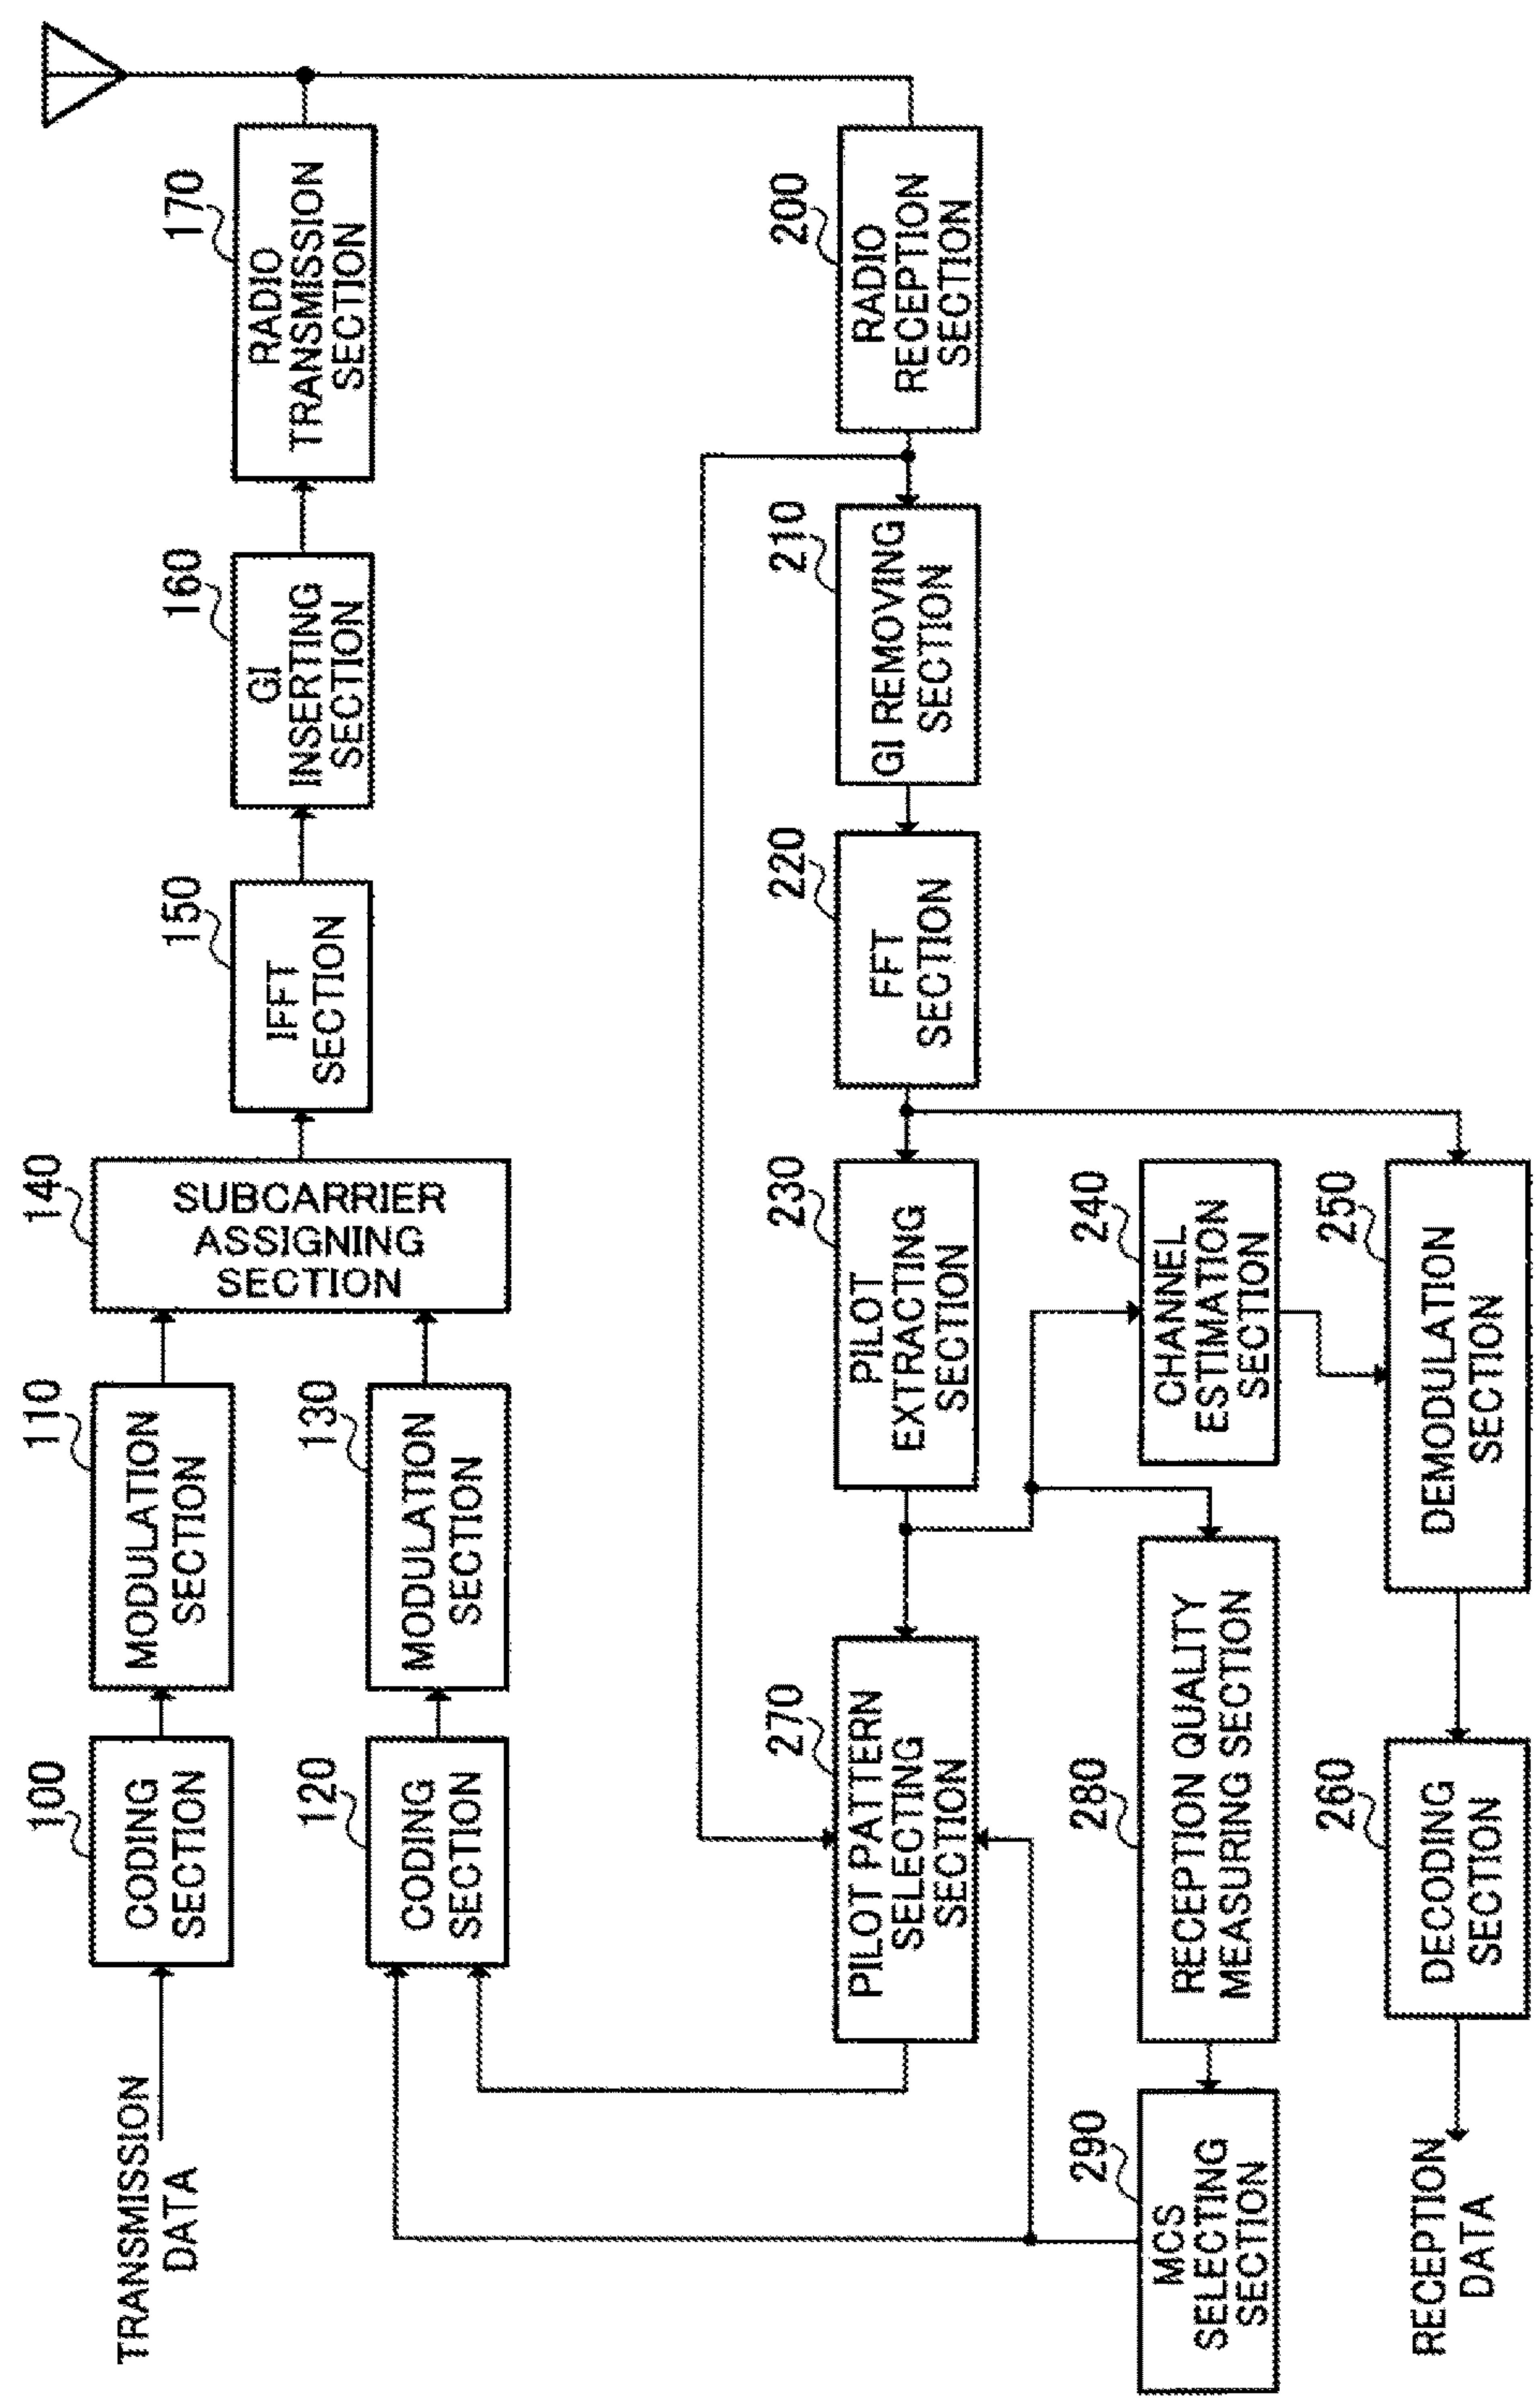 TRANSMISSION
DATA
100
CODING
SECTION
110
MODULATION
SECTION
120
CODING
SECTION
130
MODULATION
SECTION
140
SUBCARRIER
ASSIGNING
SECTION
150
IFFT
SECTION
160
GI
INSERTING
SECTION
170
RADIO
TRANSMISSION
SECTION
200
RADIO
RECEPTION
SECTION
210
GI REMOVING
SECTION
220
FFT
SECTION
230
PILOT
EXTRACTING
SECTION
240
CHANNEL
ESTIMATION
SECTION
250
DEMODULATION
SECTION
260
DECODING
SECTION
270
PILOT PATTERN
SELECTING
SECTION
280
RECEPTION QUALITY
MEASURING SECTION
290
MCS
SELECTING
SECTION
RECEPTION
DATA